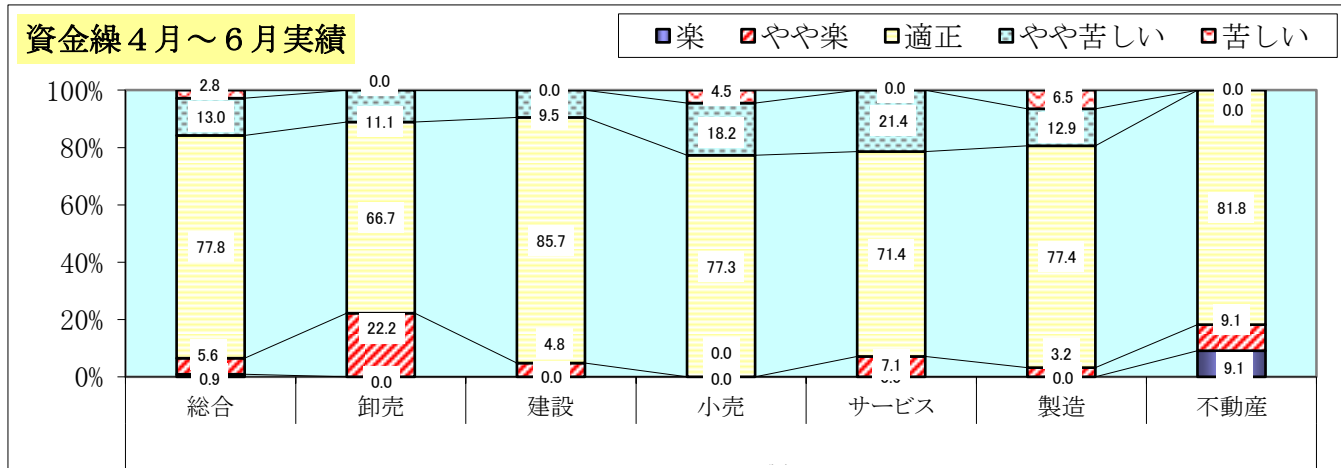 資金繰４月～６月実績
楽 やや楽 適正 やや苦しい 苦しい
100% 2.8 0.0 0.0 4.5 0.0 6.5 0.0
13.0 11.1 9.5 18.2 21.4 12.9 0.0
80%
60%
77.8 66.7 85.7 77.3 71.4 77.4 81.8
40%
20%
5.6 22.2 4.8 0.0 7.1 3.2 9.1
0% 0.9 0.0 0.0 0.0 0.0 9.1
総合 卸売 建設 小売 サービス 製造 不動産